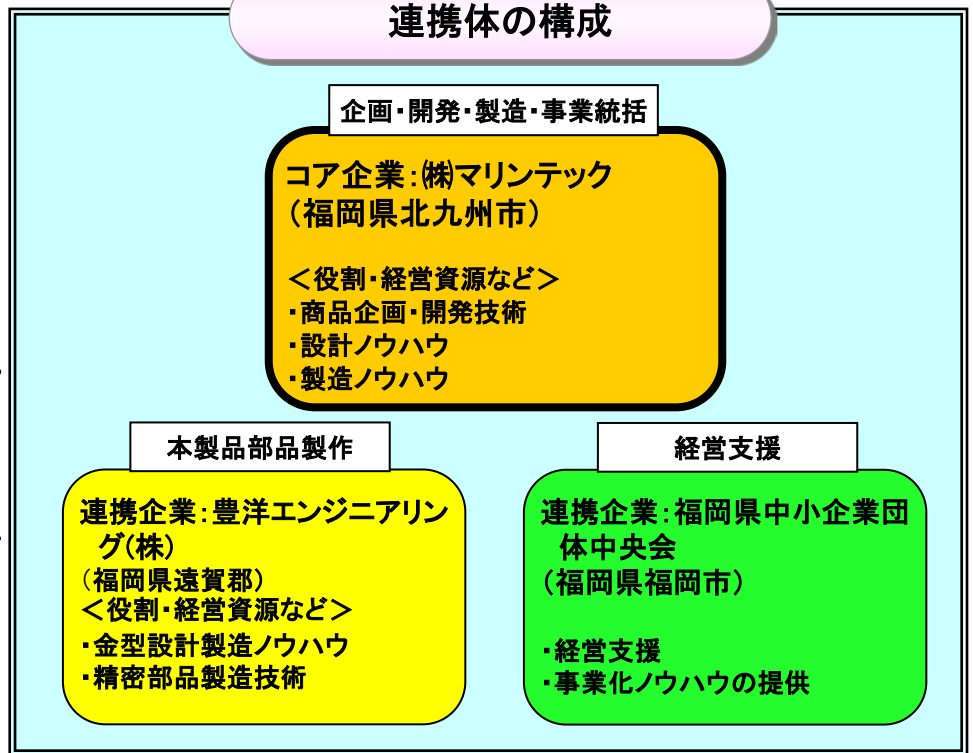 連携体の構成
企画・開発・製造・事業統括
コア企業:㈱マリンテック
(福岡県北九州市)
<役割・経営資源など>
・商品企画・開発技術
・設計ノウハウ
・製造ノウハウ
本製品部品製作
連携企業:豊洋エンジニアリン
グ(株)
(福岡県遠賀郡)
<役割・経営資源など>
・金型設計製造ノウハウ
・精密部品製造技術
経営支援
連携企業:福岡県中小企業団
体中央会
(福岡県福岡市)
・経営支援
・事業化ノウハウの提供